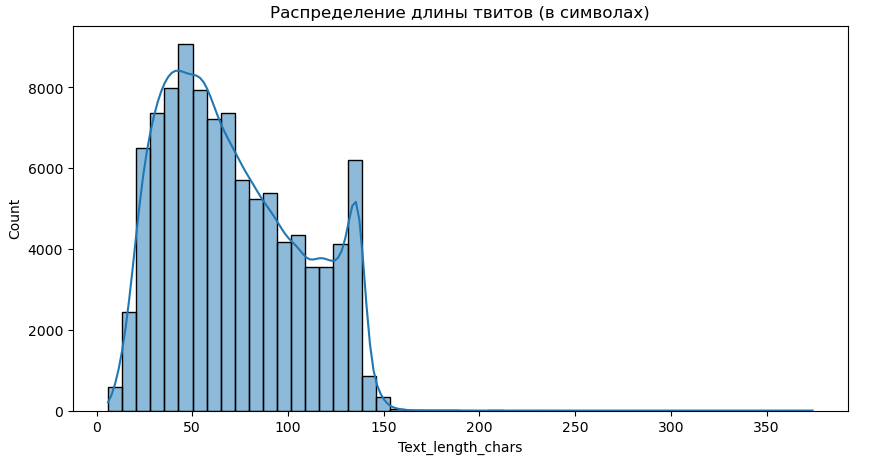 Распределение длины твитов (в символах)
Count
8000
6000
4000
2000
0
0 50 100 150 200 250 300 350
Text_length_chars